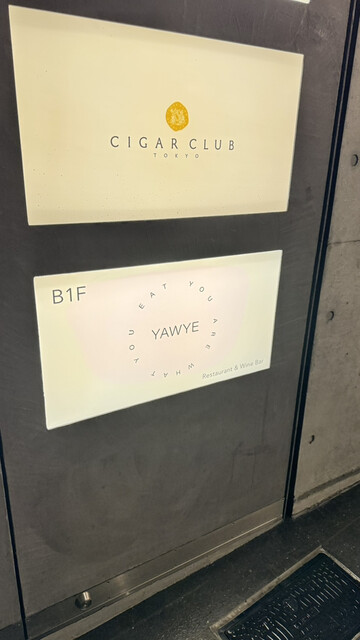 CIGAR CLUB
TOKYO
B1F
YOU ARE WHAT YOU EAT
YAWYE
Restaurant & Wine Bar